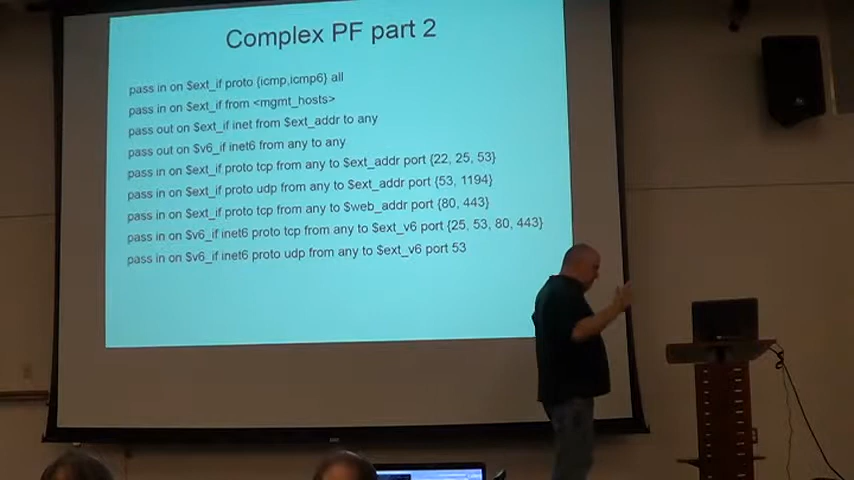 Complex PF part 2
pass in on $ext_if proto {icmp,icmp6} all
pass in on $ext_if from <mgmt_hosts>
pass out on $ext_if inet from $ext_addr to any
pass out on $v6_if inet6 from any to any
pass in on $ext_if proto tcp from any to $ext_addr port {22, 25, 53}
pass in on $ext_if proto udp from any to $ext_addr port {53, 1194}
pass in on $ext_if proto tcp from any to $web_addr port {80, 443}
pass in on $v6_if inet6 proto tcp from any to $ext_v6 port {25, 53, 80, 443}
pass in on $v6_if inet6 proto udp from any to $ext_v6 port 53